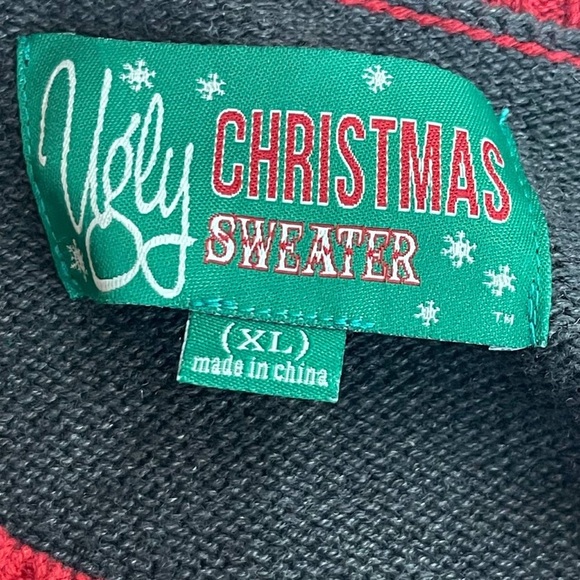 Ugly CHRISTMAS
SWEATER
TM
(XL)
made in china